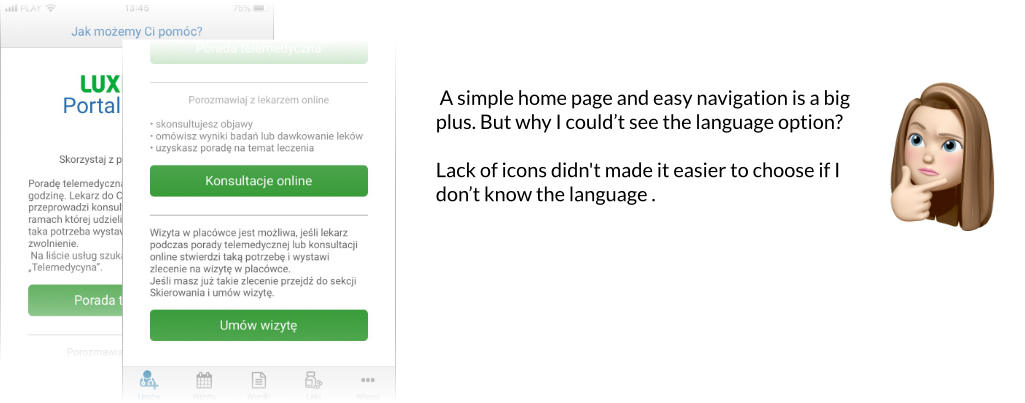 PLAY 13:45 75%
Jak możemy Ci pomóc?
LUX
Portal
Skorzystaj z p
Poradę telemedyczną
godzinę. Lekarz do C
przeprowadzi konsul
ramach której udzieli
taka potrzeba wystaw
zwolnienie.
Na liście usług szuka
„Telemedycyna”.
Porada t
Porozmawiaj
Porada telemedyczna
Porozmawiaj z lekarzem online
• skonsultujesz objawy
• omówisz wyniki badań lub dawkowanie leków
• uzyskasz poradę na temat leczenia
Konsultacje online
Wizyta w placówce jest możliwa, jeśli lekarz
podczas porady telemedycznej lub konsultacji
online stwierdzi taką potrzebę i wystawi
zlecenie na wizytę w placówce.
Jeśli masz już takie zlecenie przejdź do sekcji
Skierowania i umów wizytę.
Umów wizytę
Umów Wizyty Wyniki Leki Więcej
A simple home page and easy navigation is a big
plus. But why I could’t see the language option?
Lack of icons didn't made it easier to choose if I
don’t know the language .